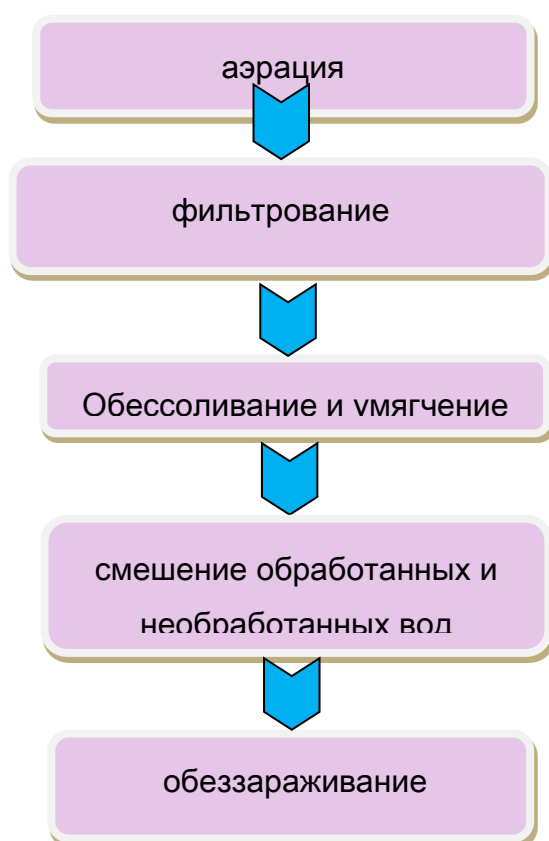 аэрация
фильтрование
Обессоливание и умягчение
смешение обработанных и
необработанных вод
обеззараживание